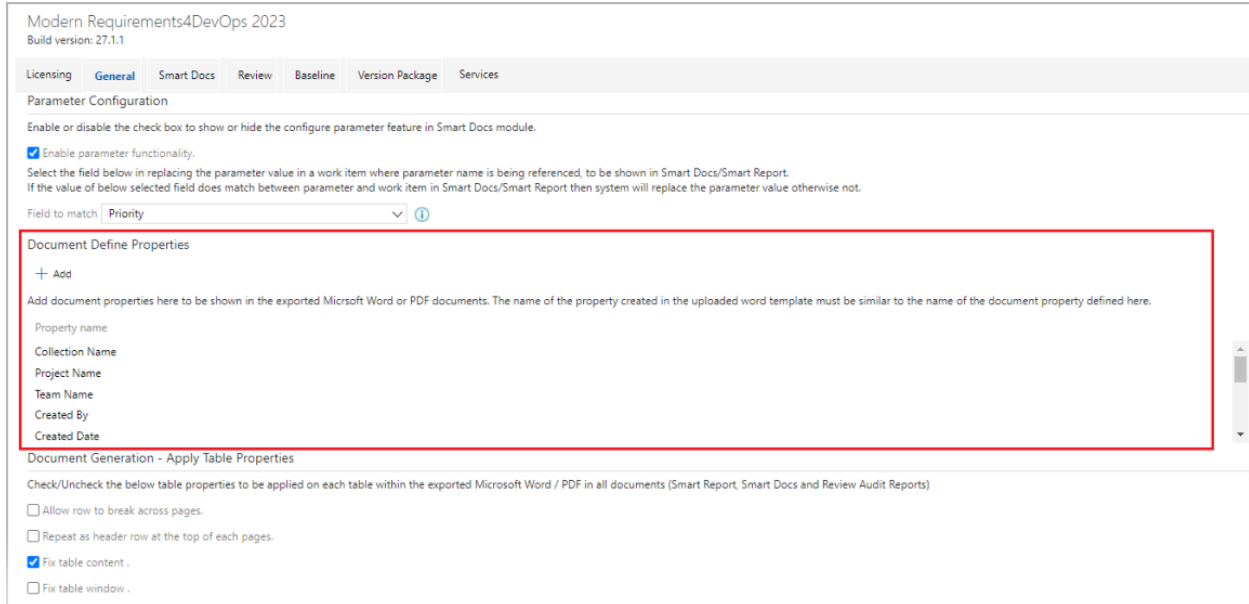 Modern Requirements4DevOps 2023
Build version: 27.1.1
Licensing General Smart Docs Review Baseline Version Package Services
Parameter Configuration
Enable or disable the check box to show or hide the configure parameter feature in Smart Docs module.
Enable parameter functionality.
Select the field below in replacing the parameter value in a work item where parameter name is being referenced, to be shown in Smart Docs/Smart Report.
If the value of below selected field does match between parameter and work item in Smart Docs/Smart Report then system will replace the parameter value otherwise not.
Field to match Priority
Document Define Properties
+ Add
Add document properties here to be shown in the exported Micrsoft Word or PDF documents. The name of the property created in the uploaded word template must be similar to the name of the document property defined here.
Property name
Collection Name
Project Name
Team Name
Created By
Created Date
Document Generation - Apply Table Properties
Check/Uncheck the below table properties to be applied on each table within the exported Microsoft Word / PDF in all documents (Smart Report, Smart Docs and Review Audit Reports)
Allow row to break across pages.
Repeat as header row at the top of each pages.
Fix table content .
Fix table window .